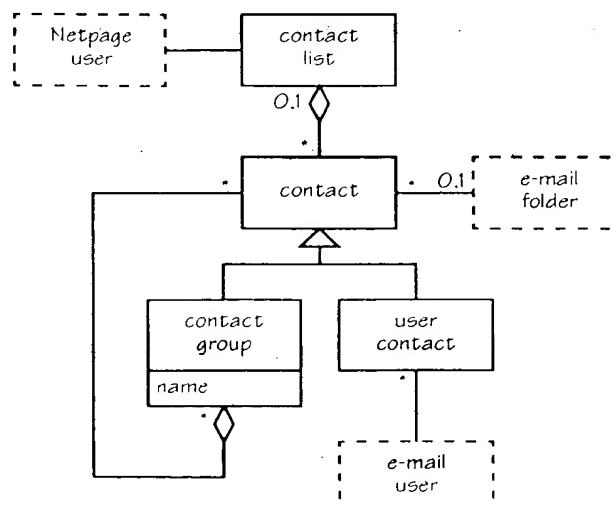 Netpage
user
contact
list
0.1
*
*
contact
*
0.1
e-mail
folder
contact
group
name
*
user
contact
*
e-mail
user